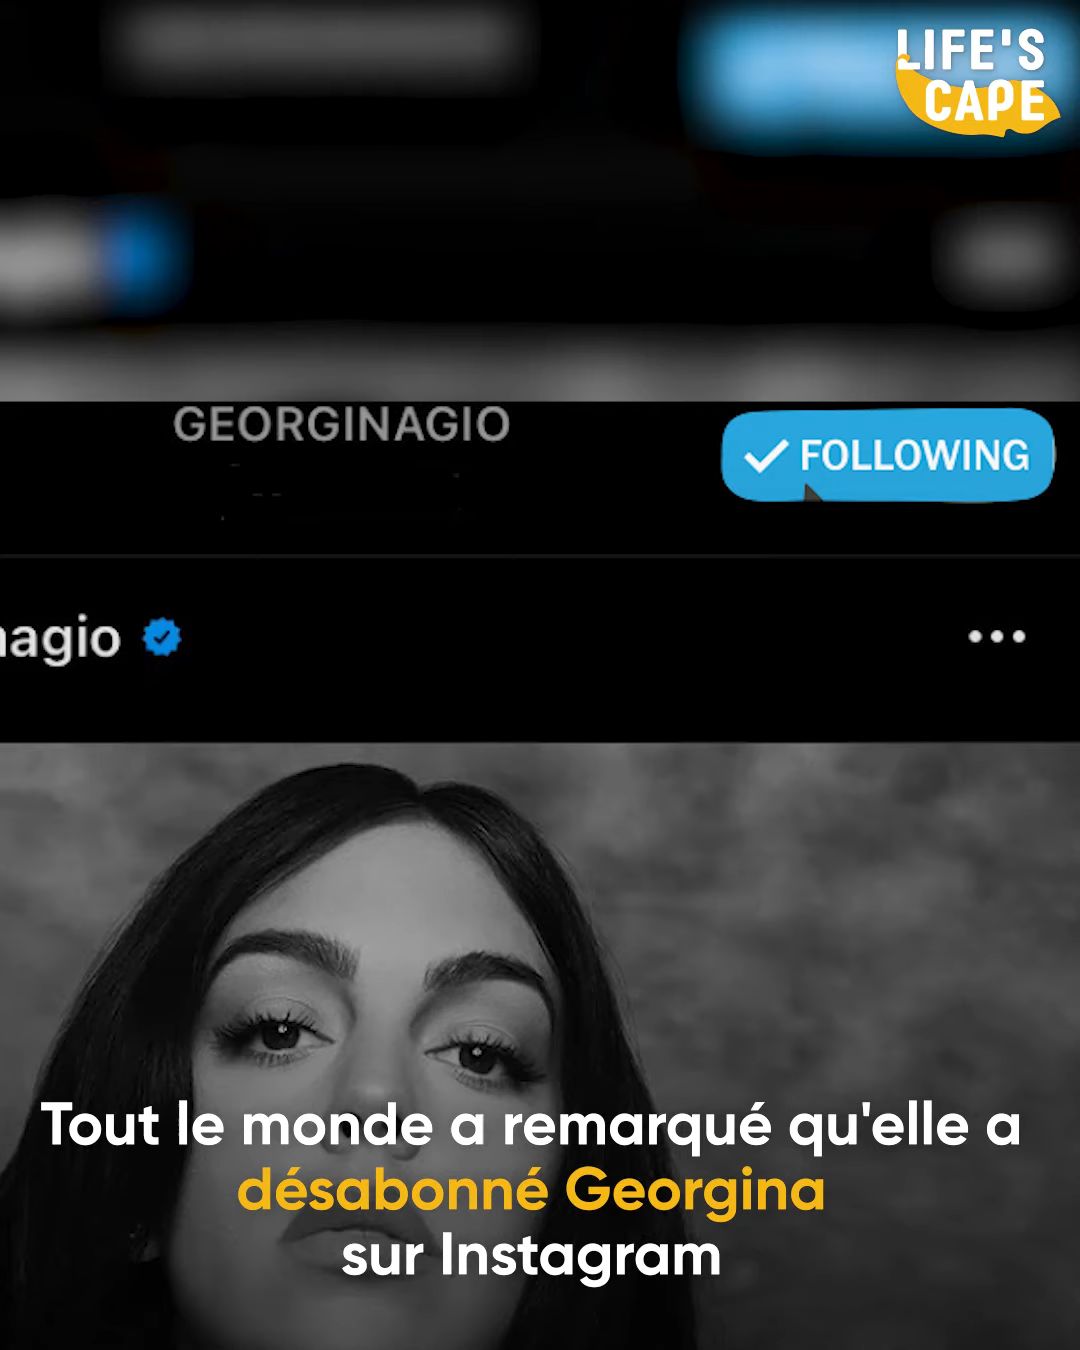 LIFE'S
CAPE
GEORGINAGIO
✓ FOLLOWING
nagio
Tout le monde a remarqué qu'elle a
désabonné Georgina
sur Instagram